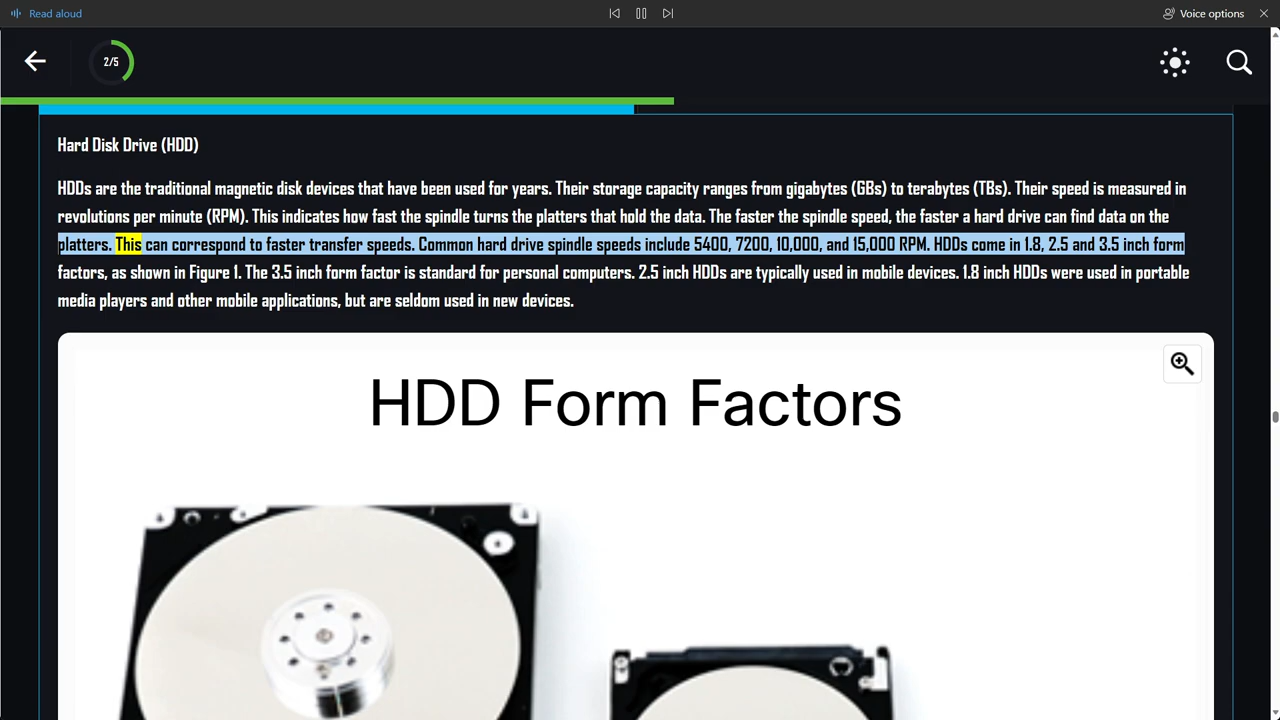 Read aloud
Voice options
2/5
Hard Disk Drive (HDD)
HDDs are the traditional magnetic disk devices that have been used for years. Their storage capacity ranges from gigabytes (GBs) to terabytes (TBs). Their speed is measured in
revolutions per minute (RPM). This indicates how fast the spindle turns the platters that hold the data. The faster the spindle speed, the faster a hard drive can find data on the
platters. This can correspond to faster transfer speeds. Common hard drive spindle speeds include 5400, 7200, 10,000, and 15,000 RPM. HDDs come in 1.8, 2.5 and 3.5 inch form
factors, as shown in Figure 1. The 3.5 inch form factor is standard for personal computers. 2.5 inch HDDs are typically used in mobile devices. 1.8 inch HDDs were used in portable
media players and other mobile applications, but are seldom used in new devices.
HDD Form Factors